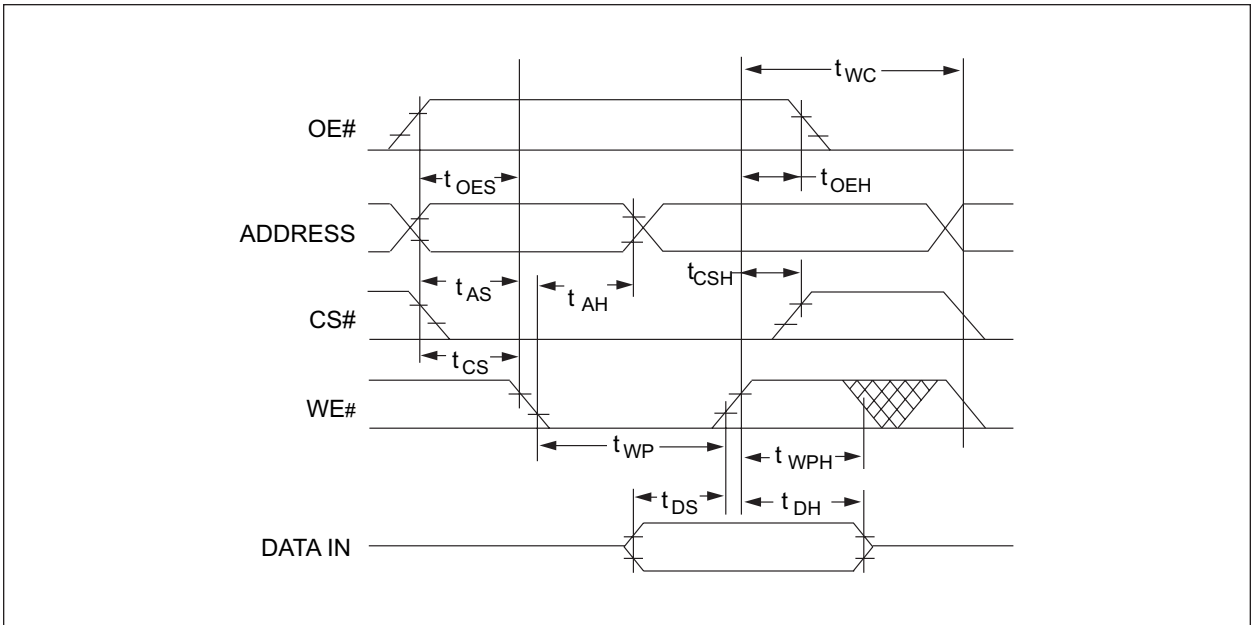 t WC
OE#
t OES
t OEH
ADDRESS
t CSH
t AS
t AH
CS#
t CS
WE#
t WP
t WPH
t DS
t DH
DATA IN